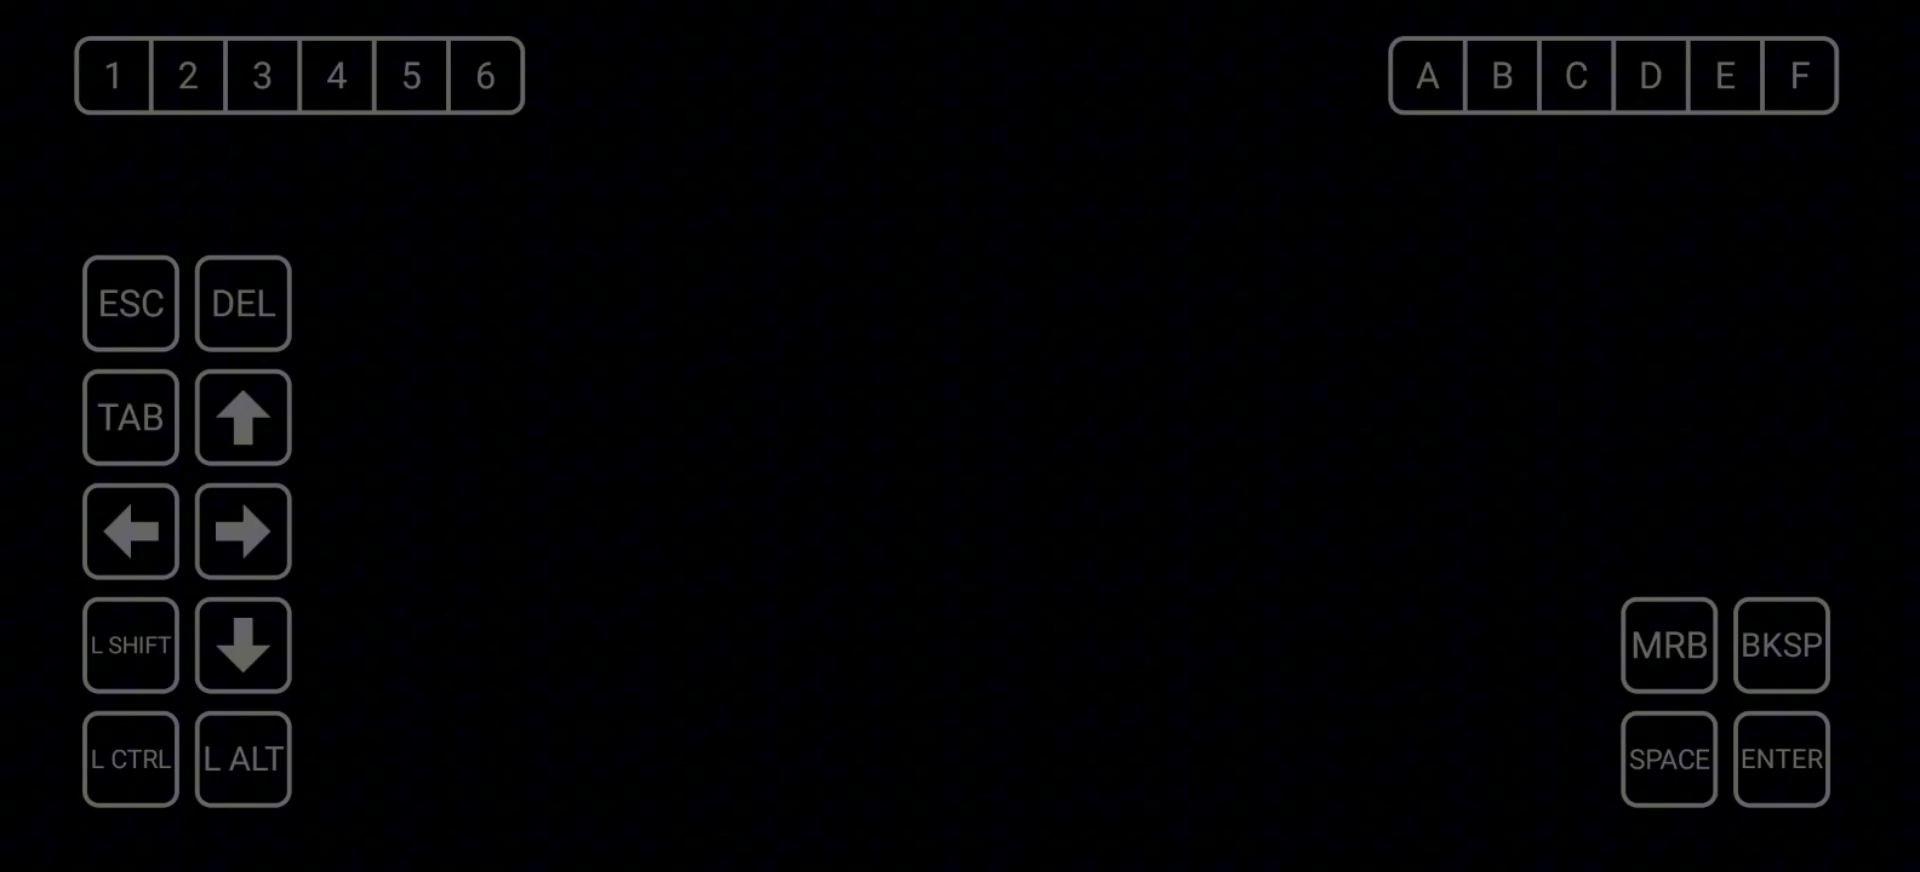 1 2 3 4 5 6
A B C D E F
ESC DEL
TAB
L SHIFT
L CTRL L ALT
MRB BKSP
SPACE ENTER